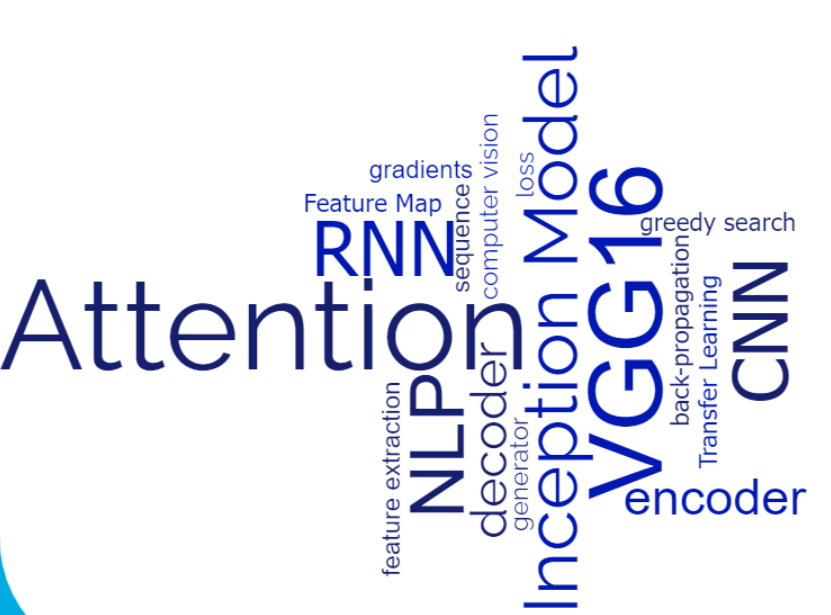 gradients
Feature Map
RNN
sequence
computer vision
loss
Inception Model
VGG16
greedy search
Attention
back-propagation
Transfer Learning
CNN
feature extraction
NLP
decoder
generator
encoder